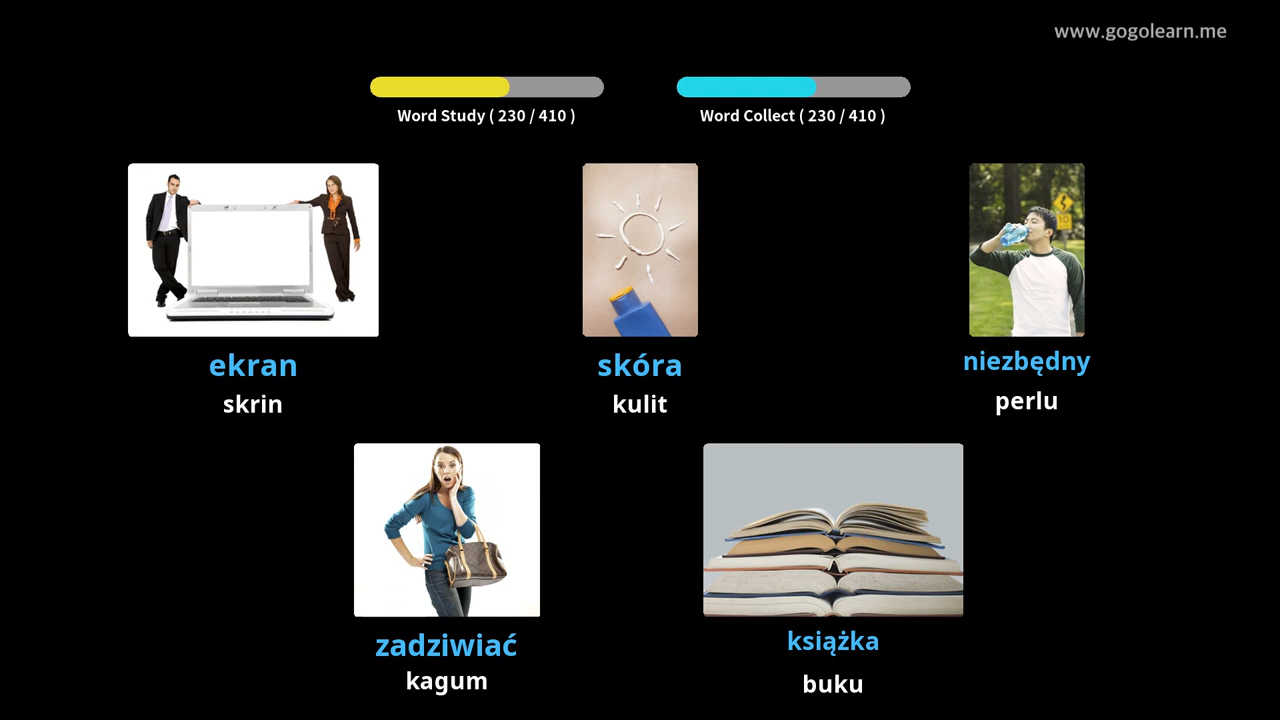 www.gogolearn.me
Word Study ( 230 / 410 )
Word Collect ( 230 / 410 )
ekran
skrin
skóra
kulit
niezbędny
perlu
zadziwiać
kagum
książka
buku